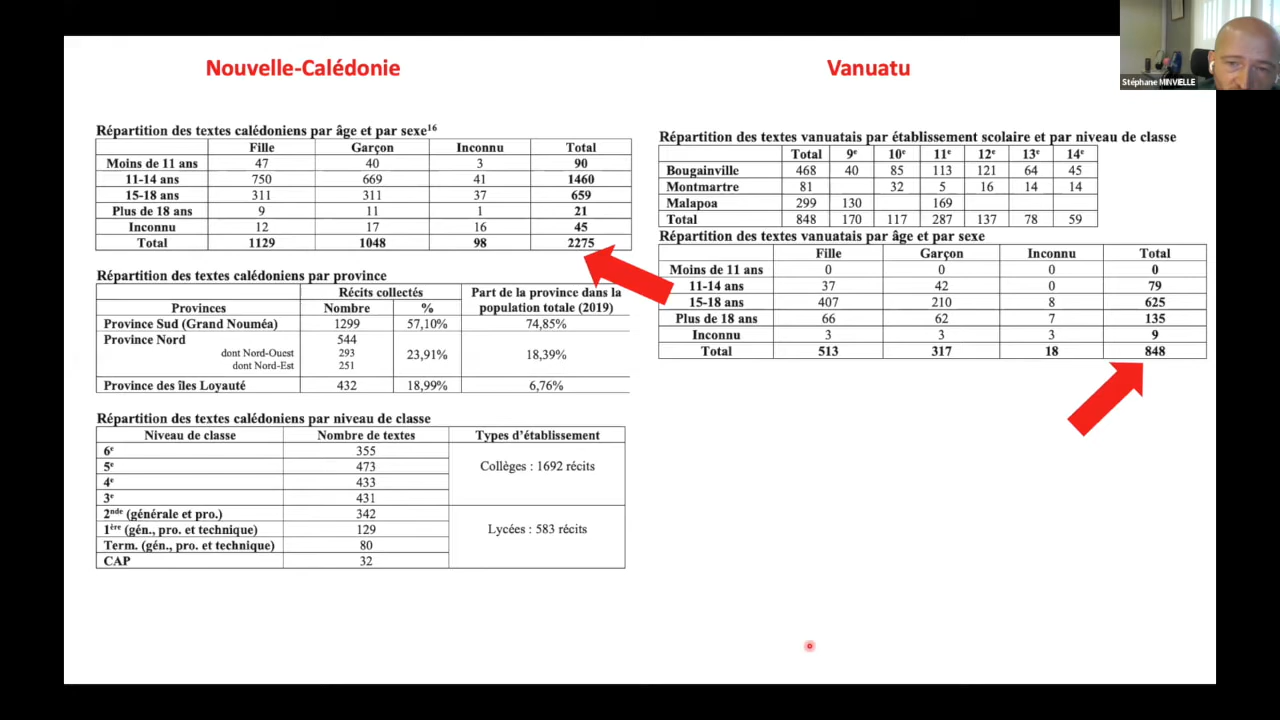 Nouvelle-Calédonie
Répartition des textes calédoniens par âge et par sexe16
Fille Garçon Inconnu Total
Moins de 11 ans 47 40 3 90
11-14 ans 750 669 41 1460
15-18 ans 311 311 37 659
Plus de 18 ans 9 11 1 21
Inconnu 12 17 16 45
Total 1129 1048 98 2275
Répartition des textes calédoniens par province
Récits collectés Part de la province dans la
Provinces Nombre % population totale (2019)
Province Sud (Grand Nouméa) 1299 57,10% 74,85%
Province Nord 544
dont Nord-Ouest 293 23,91% 18,39%
dont Nord-Est 251
Province des îles Loyauté 432 18,99% 6,76%
Répartition des textes calédoniens par niveau de classe
Niveau de classe Nombre de textes Types d'établissement
6e 355
5e 473 Collèges : 1692 récits
4e 433
3e 431
2nde (générale et pro.) 342
1ère (gén., pro. et technique) 129 Lycées : 583 récits
Term. (gén., pro. et technique) 80
CAP 32
Vanuatu
Répartition des textes vanuatais par établissement scolaire et par niveau de classe
Total 9e 10e 11e 12e 13e 14e
Bougainville 468 40 85 113 121 64 45
Montmartre 81 32 5 16 14 14
Malapoa 299 130 169
Total 848 170 117 287 137 78 59
Répartition des textes vanuatais par âge et par sexe
Fille Garçon Inconnu Total
Moins de 11 ans 0 0 0 0
11-14 ans 37 42 0 79
15-18 ans 407 210 8 625
Plus de 18 ans 66 62 7 135
Inconnu 3 3 3 9
Total 513 317 18 848
Stéphane MINVIELLE